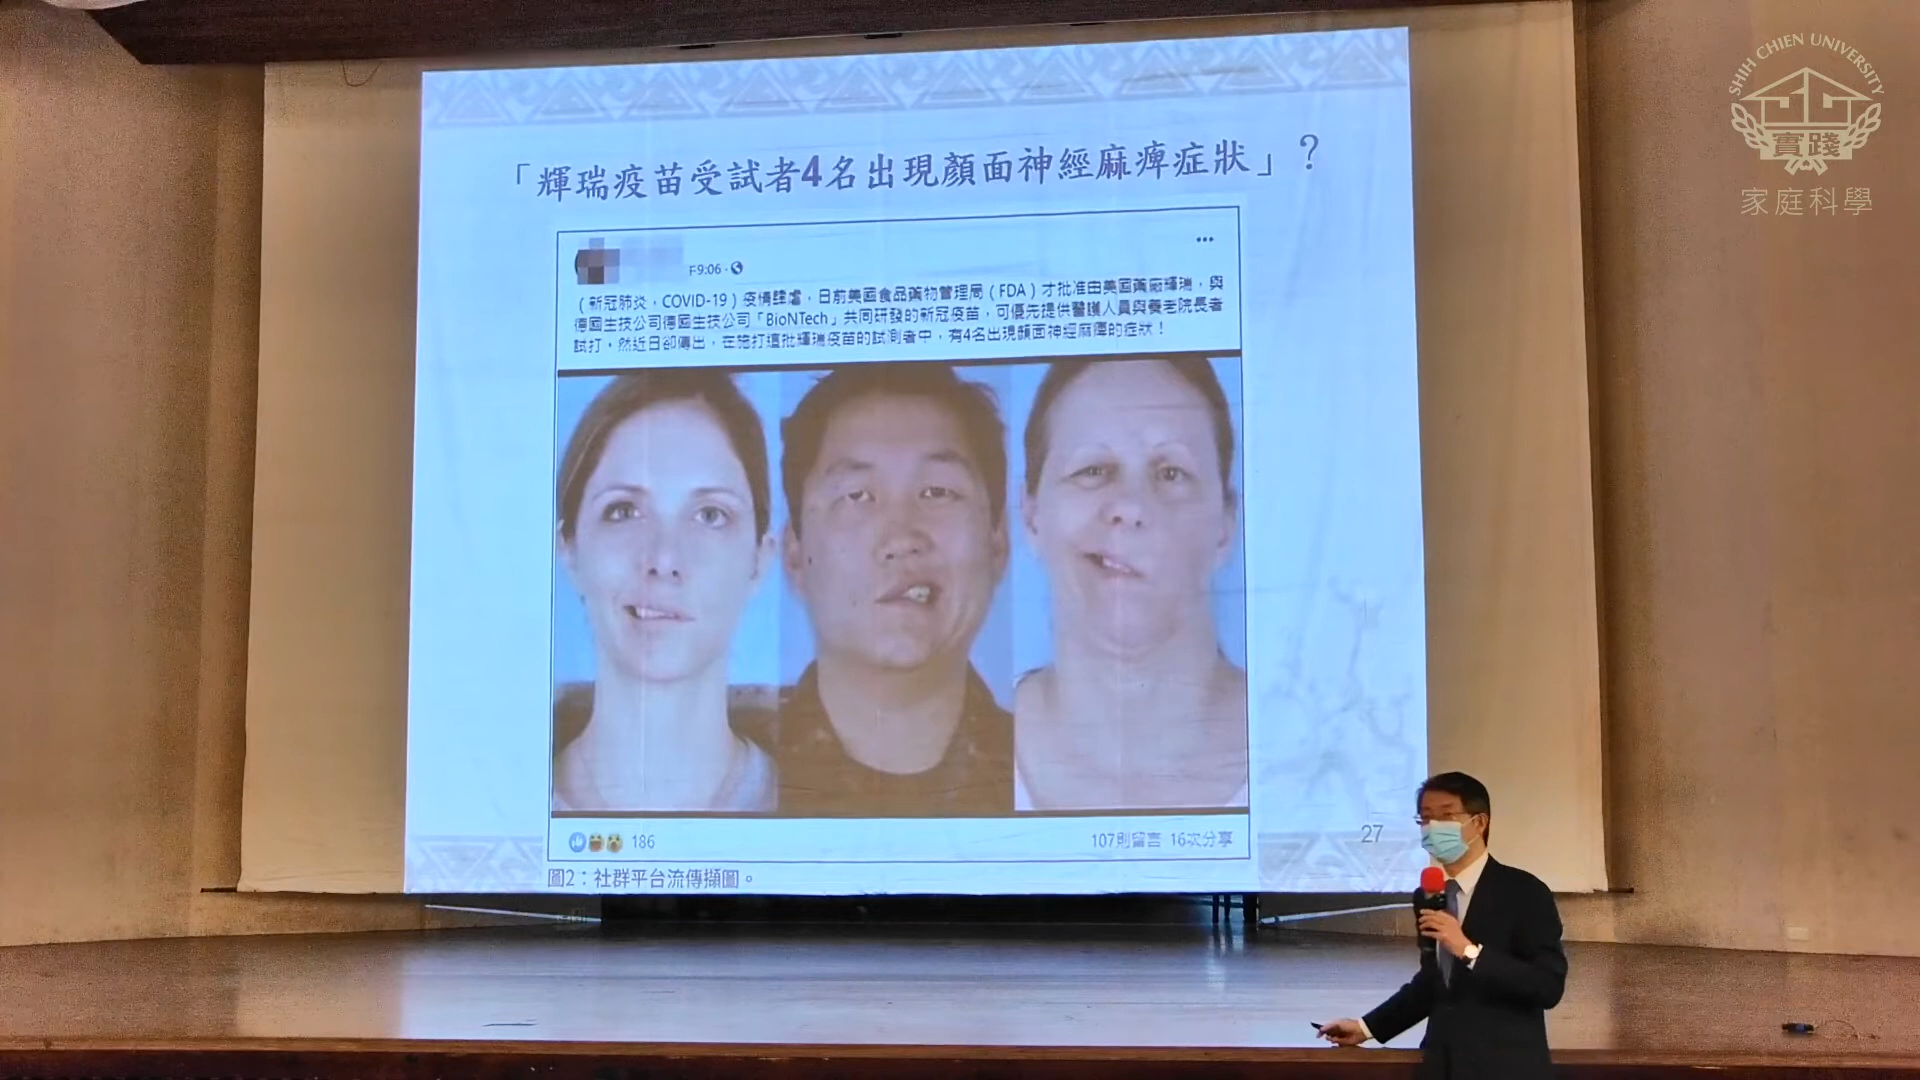 SHIH CHIEN UNIVERSITY
實踐
家庭科學
「輝瑞疫苗受試者4名出現顏面神經麻痺症狀」?
下9:06
(新冠肺炎,COVID-19)疫情肆虐,日前美國食品藥物管理局(FDA)才批准由美國藥廠輝瑞,與
德國生技公司德國生技公司「BioNTech」共同研發的新冠疫苗,可優先提供醫護人員與養老院長者
試打。然近日卻傳出,在施打這批輝瑞疫苗的試測者中,有4名出現顏面神經麻痺的症狀!
186
107則留言 16次分享
27
圖2:社群平台流傳擷圖。